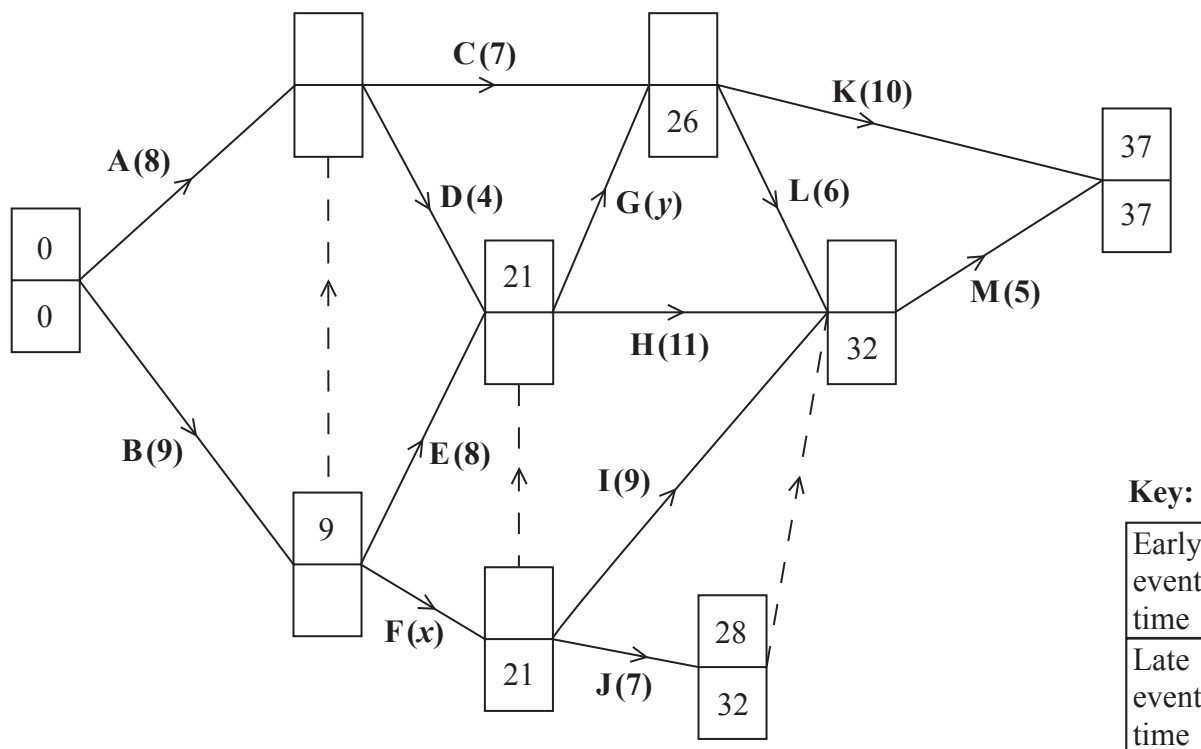 C(7)
K(10)
26
37
37
A(8)
D(4)
G(y)
L(6)
0
0
21
M(5)
H(11)
32
B(9)
E(8)
I(9)
9
Key:
Early
event
time
Late
event
time
F(x)
21
J(7)
28
32